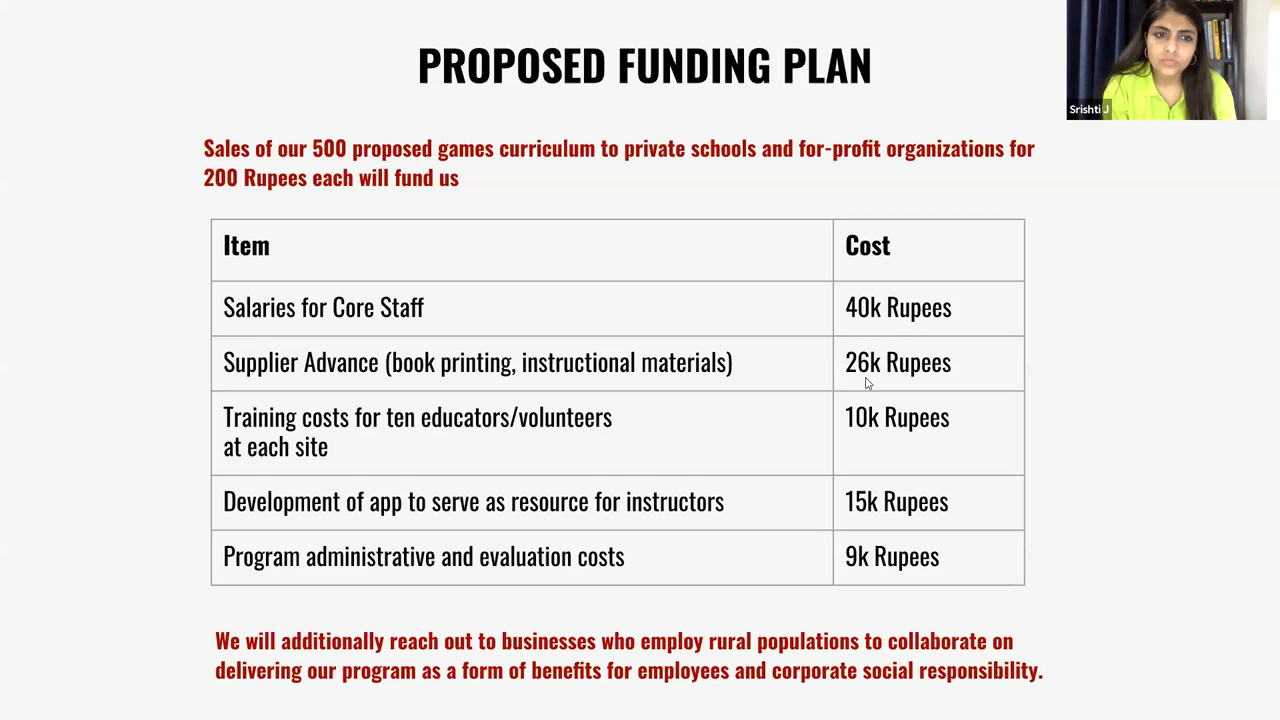 PROPOSED FUNDING PLAN
Srishti J
Sales of our 500 proposed games curriculum to private schools and for-profit organizations for
200 Rupees each will fund us
Item Cost
Salaries for Core Staff 40k Rupees
Supplier Advance (book printing, instructional materials) 26k Rupees
Training costs for ten educators/volunteers 10k Rupees
at each site
Development of app to serve as resource for instructors 15k Rupees
Program administrative and evaluation costs 9k Rupees
We will additionally reach out to businesses who employ rural populations to collaborate on
delivering our program as a form of benefits for employees and corporate social responsibility.